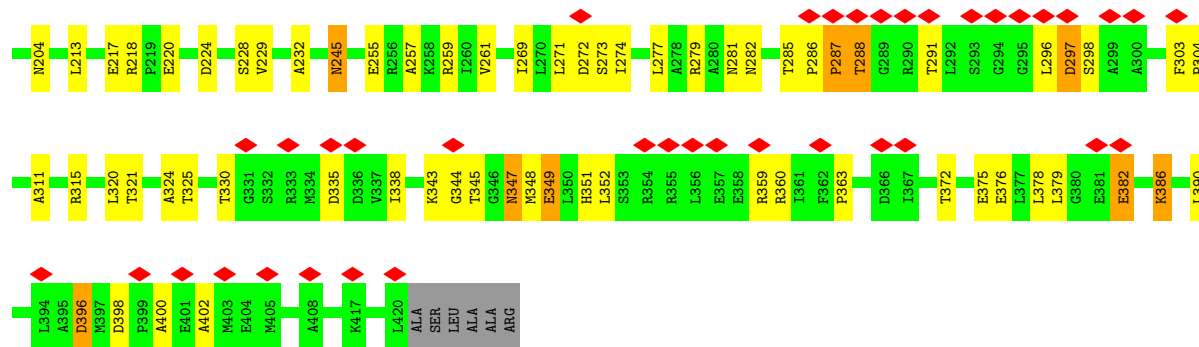 N204 L213 E217 R218 P219 E220 D224 S228 V229 A232 N245 E255 R256 A257 K258 R259 I260 V261 I269 L270 L271 D272 S273 I274 L277 A278 R279 A280 N281 N282 T285 P286 P287 T288 G289 R290 T291 L292 S293 G294 G295 L296 D297 S298 A299 A300 F303
A311 R315 L320 T321 A324 T325 T330 G331 S332 R333 M334 D335 D336 V337 I338 K343 G344 T345 G346 N347 M348 E349 L350 H351 L352 S353 R354 R355 L356 E357 E358 R359 R360 I361 F362 P363 D366 I367 T372 E375 E376 L377 L378 L379 G380 E381 E382 K386
L394 A395 D396 M397 D398 P399 A400 E401 A402 M403 E404 M405 A408 K417 L420 ALA SER LEU ALA ALA ARG